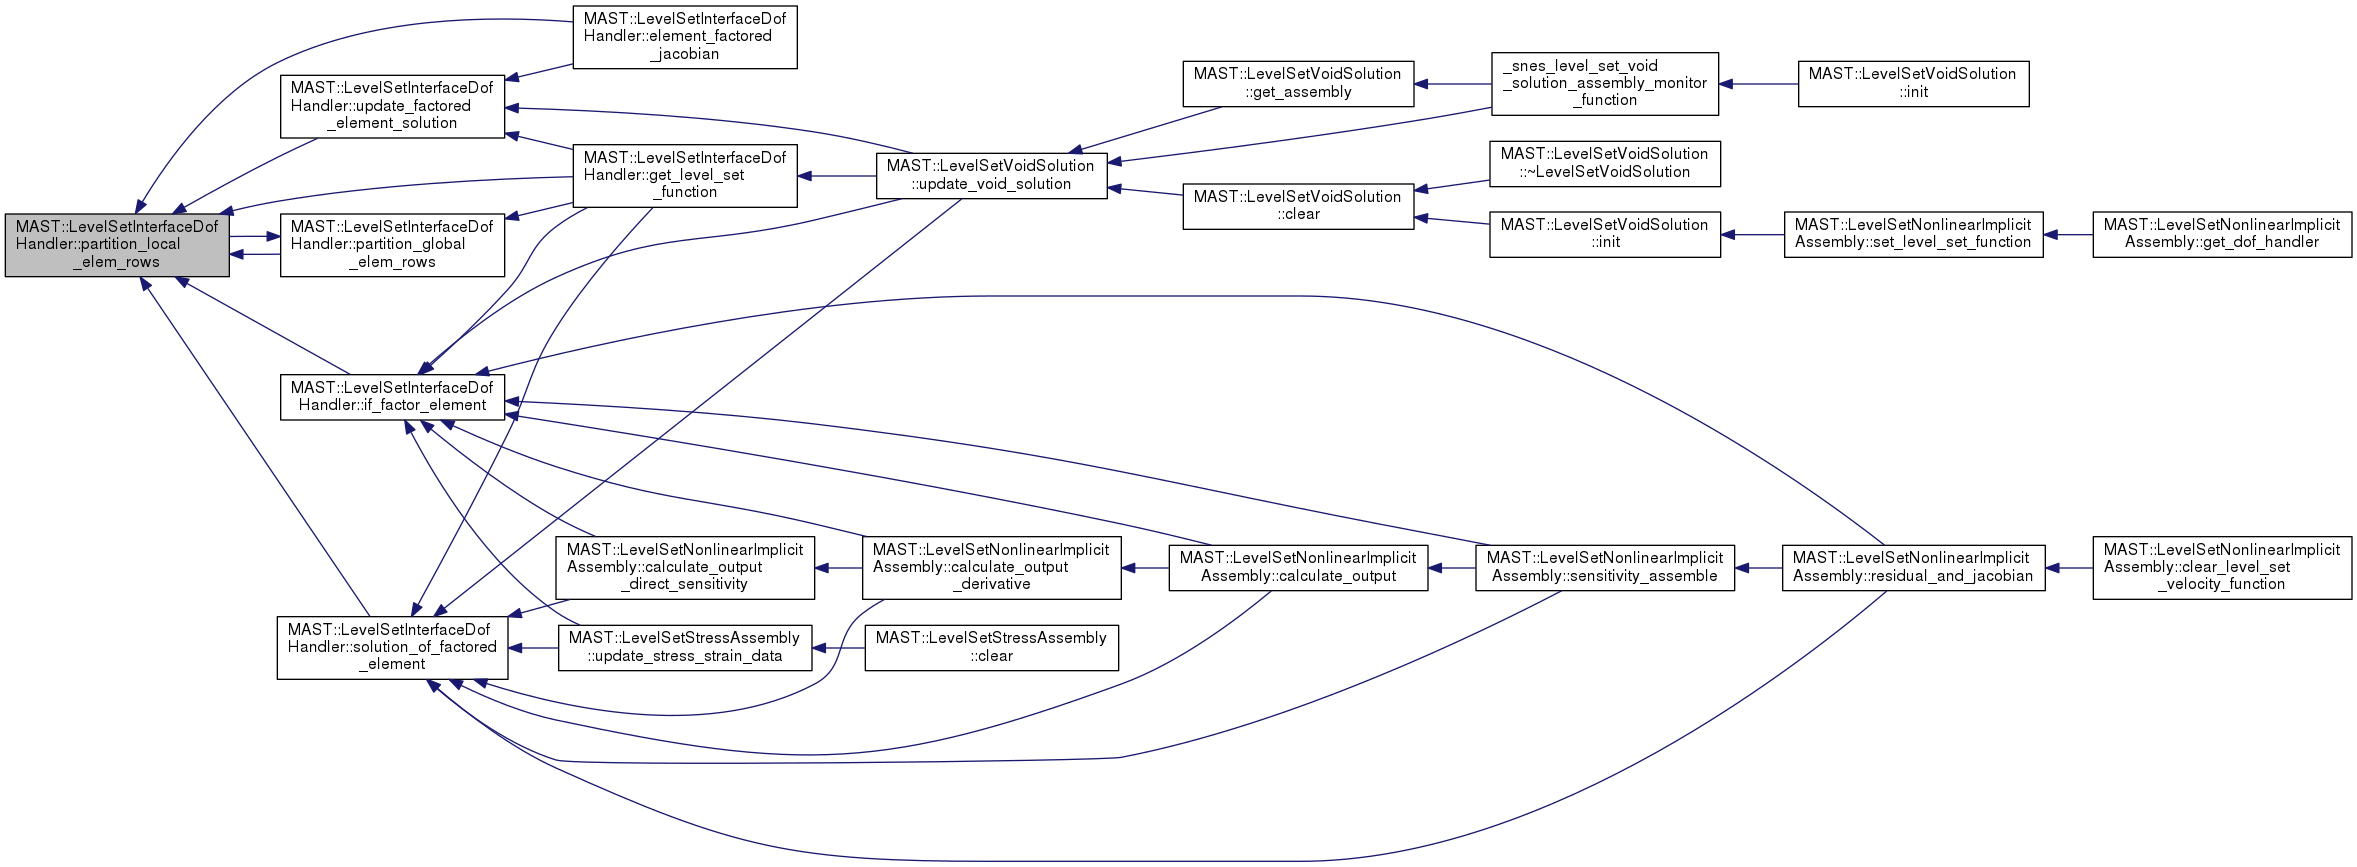 MAST::LevelSetInterfaceDof
Handler::element_factored
_jacobian
MAST::LevelSetInterfaceDof
Handler::update_factored
_element_solution
MAST::LevelSetInterfaceDof
Handler::get_level_set
_function
MAST::LevelSetInterfaceDof
Handler::partition_local
_elem_rows
MAST::LevelSetInterfaceDof
Handler::partition_global
_elem_rows
MAST::LevelSetVoidSolution
::update_void_solution
MAST::LevelSetVoidSolution
::get_assembly
_snes_level_set_void
_solution_assembly_monitor
_function
MAST::LevelSetVoidSolution
::init
MAST::LevelSetVoidSolution
::clear
MAST::LevelSetVoidSolution
::~LevelSetVoidSolution
MAST::LevelSetVoidSolution
::init
MAST::LevelSetNonlinearImplicit
Assembly::set_level_set_function
MAST::LevelSetNonlinearImplicit
Assembly::get_dof_handler
MAST::LevelSetInterfaceDof
Handler::if_factor_element
MAST::LevelSetNonlinearImplicit
Assembly::calculate_output
_direct_sensitivity
MAST::LevelSetNonlinearImplicit
Assembly::calculate_output
_derivative
MAST::LevelSetNonlinearImplicit
Assembly::calculate_output
MAST::LevelSetNonlinearImplicit
Assembly::sensitivity_assemble
MAST::LevelSetNonlinearImplicit
Assembly::residual_and_jacobian
MAST::LevelSetNonlinearImplicit
Assembly::clear_level_set
_velocity_function
MAST::LevelSetInterfaceDof
Handler::solution_of_factored
_element
MAST::LevelSetStressAssembly
::update_stress_strain_data
MAST::LevelSetStressAssembly
::clear